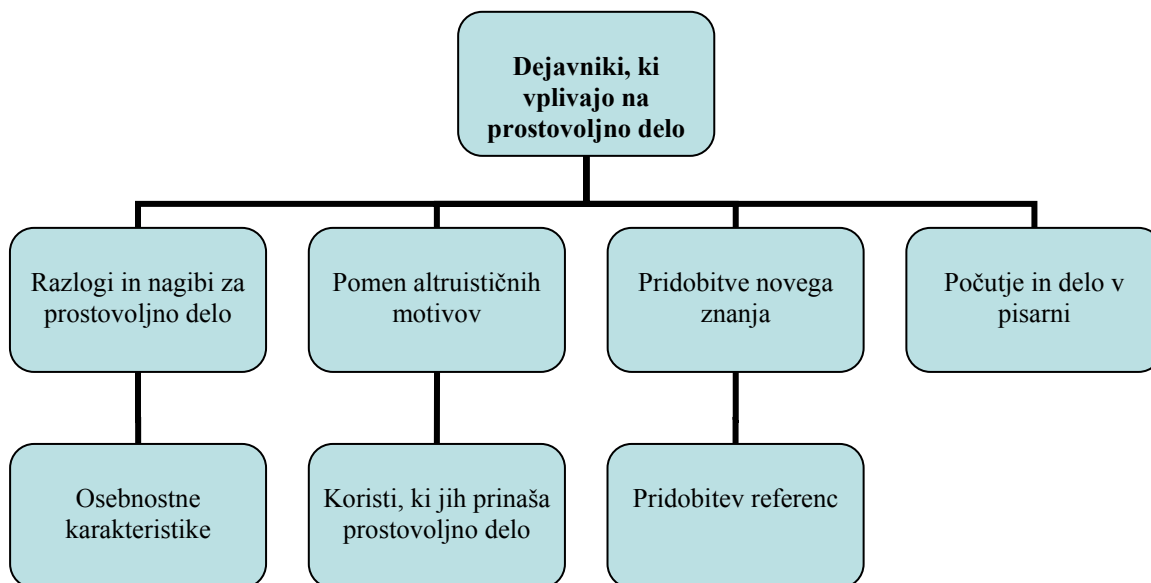 Dejavniki, ki
vplivajo na
prostovoljno delo
Razlogi in nagibi za
prostovoljno delo
Pomen altruističnih
motivov
Pridobitve novega
znanja
Počutje in delo v
pisarni
Osebnostne
karakteristike
Koristi, ki jih prinaša
prostovoljno delo
Pridobitev referenc